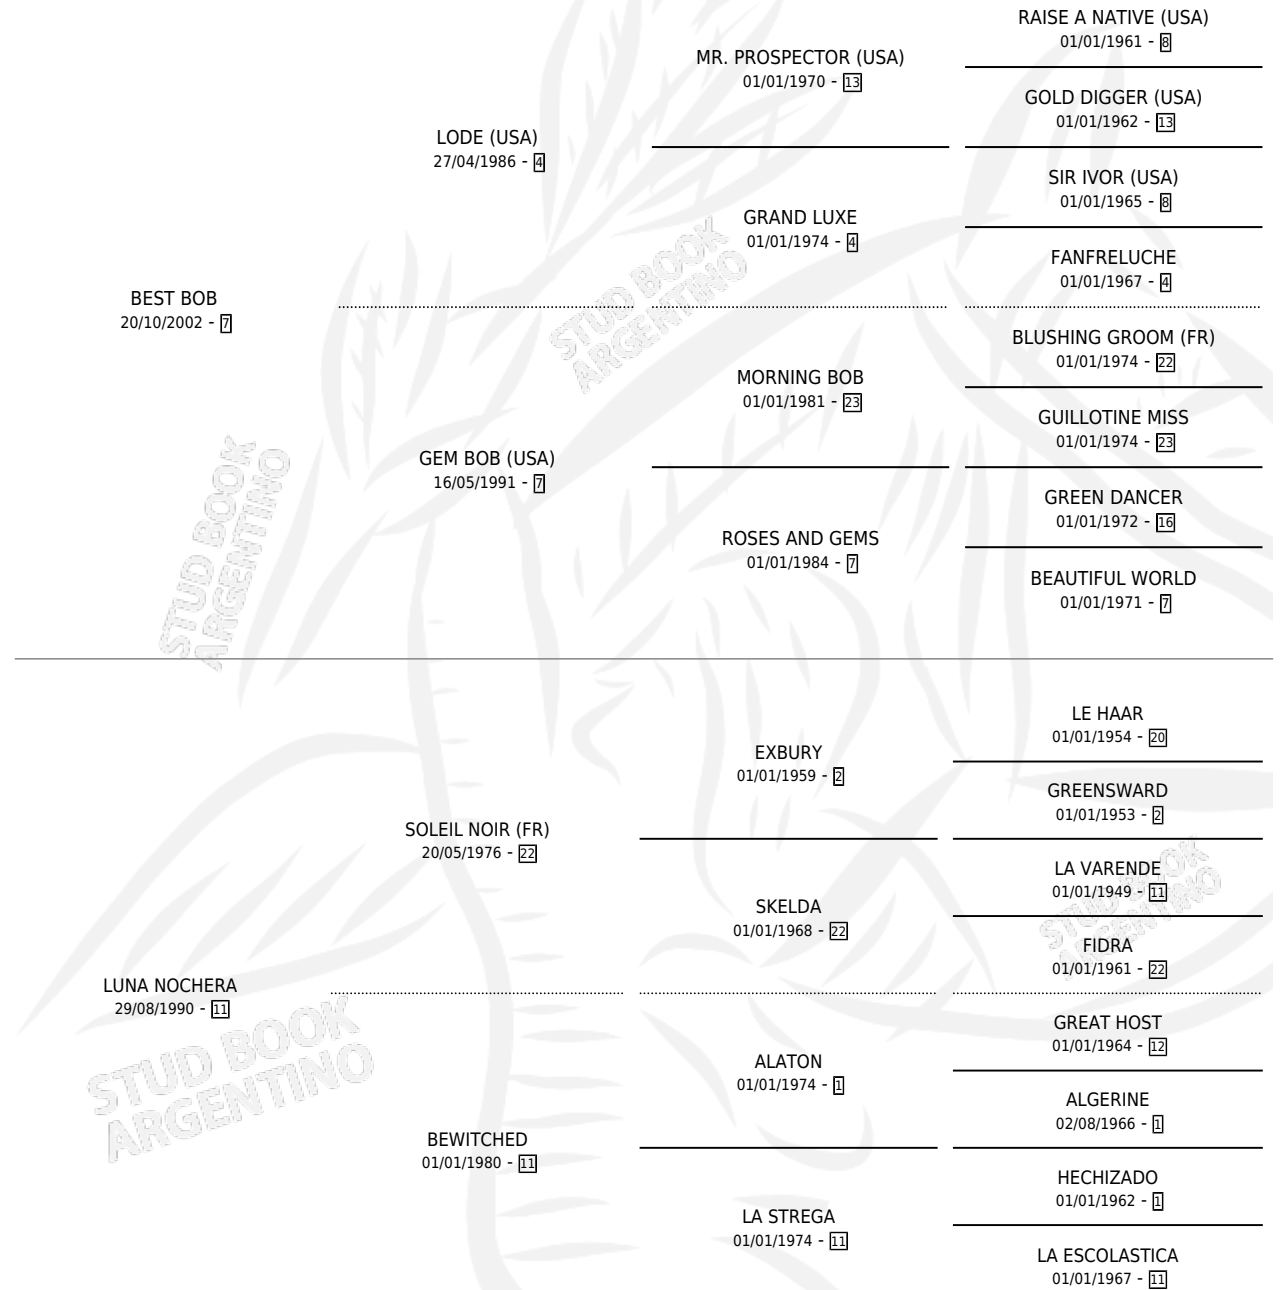 RAISE A NATIVE (USA)
01/01/1961 - 8
MR. PROSPECTOR (USA)
01/01/1970 - 13
GOLD DIGGER (USA)
01/01/1962 - 13
LODE (USA)
27/04/1986 - 4
SIR IVOR (USA)
01/01/1965 - 8
GRAND LUXE
01/01/1974 - 4
FANFRELUCHE
01/01/1967 - 4
BEST BOB
20/10/2002 - 7
BLUSHING GROOM (FR)
01/01/1974 - 22
MORNING BOB
01/01/1981 - 23
GUILLOTINE MISS
01/01/1974 - 23
GEM BOB (USA)
16/05/1991 - 7
GREEN DANCER
01/01/1972 - 16
ROSES AND GEMS
01/01/1984 - 7
BEAUTIFUL WORLD
01/01/1971 - 7
LE HAAR
01/01/1954 - 20
EXBURY
01/01/1959 - 2
GREENSWARD
01/01/1953 - 2
SOLEIL NOIR (FR)
20/05/1976 - 22
LA VARENDE
01/01/1949 - 11
SKELDA
01/01/1968 - 22
FIDRA
01/01/1961 - 22
LUNA NOCHERA
29/08/1990 - 11
GREAT HOST
01/01/1964 - 12
ALATON
01/01/1974 - 1
ALGERINE
02/08/1966 - 1
BEWITCHED
01/01/1980 - 11
HECHIZADO
01/01/1962 - 1
LA STREGA
01/01/1974 - 11
LA ESCOLASTICA
01/01/1967 - 11
STUD BOOK
ARGENTINO
STUD BOOK
ARGENTINO
STUD BOOK
ARGENTINO
STUD BOOK
ARGENTINO